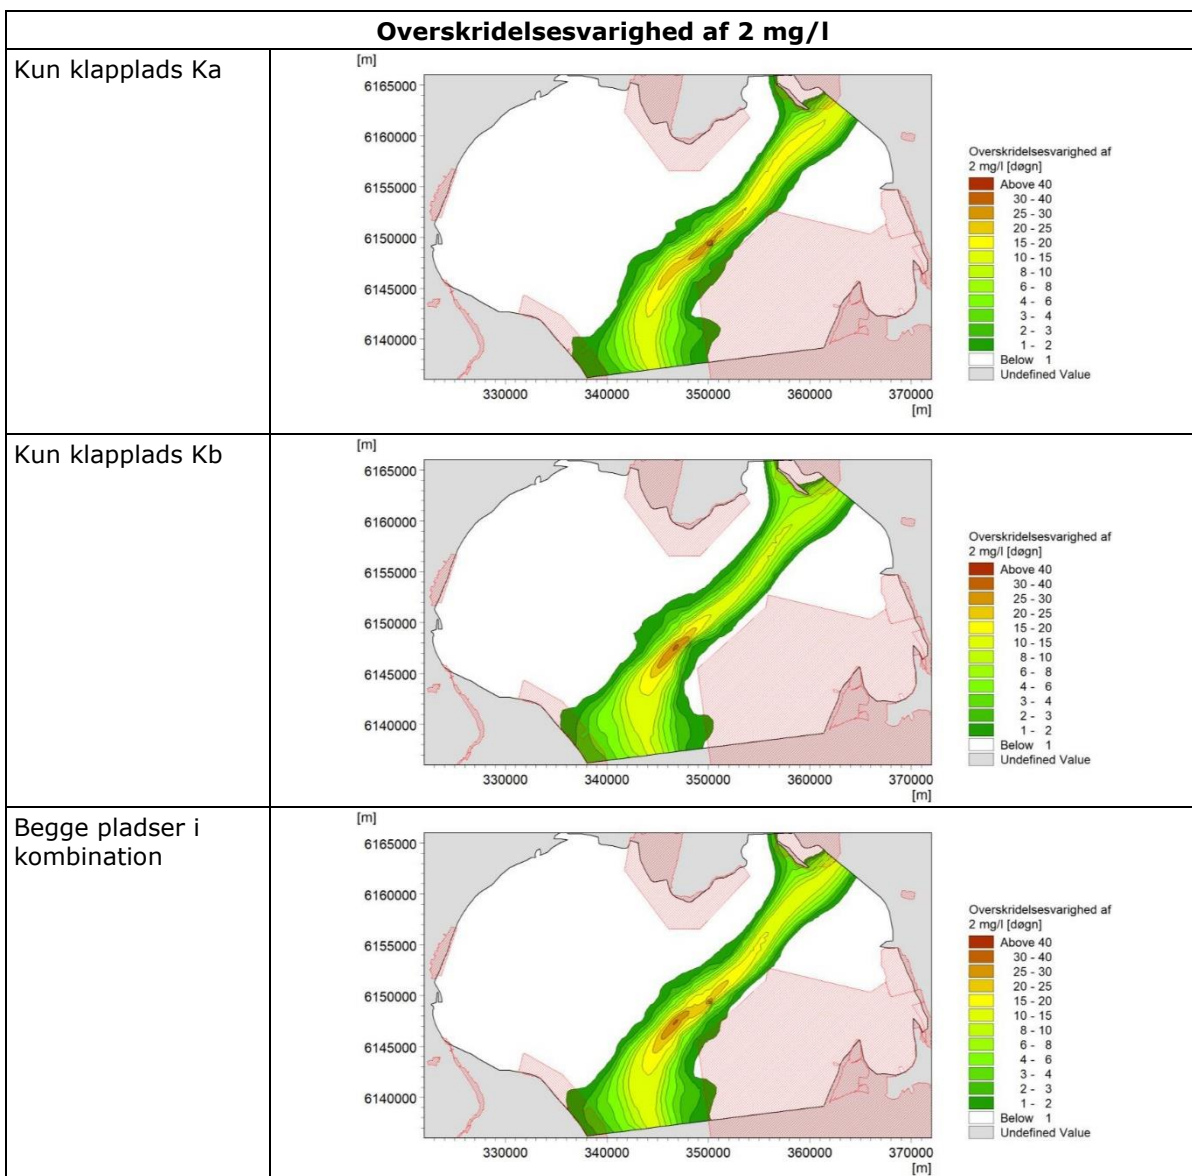 Overskridelsesvarighed af 2 mg/l
Kun klapplads Ka
[m]
6165000
6160000
6155000
6150000
6145000
6140000
330000 340000 350000 360000 370000
[m]
Overskridelsesvarighed af
2 mg/l [døgn]
Above 40
30 - 40
25 - 30
20 - 25
15 - 20
10 - 15
8 - 10
6 - 8
4 - 6
3 - 4
2 - 3
1 - 2
Below 1
Undefined Value
Kun klapplads Kb
[m]
6165000
6160000
6155000
6150000
6145000
6140000
330000 340000 350000 360000 370000
[m]
Overskridelsesvarighed af
2 mg/l [døgn]
Above 40
30 - 40
25 - 30
20 - 25
15 - 20
10 - 15
8 - 10
6 - 8
4 - 6
3 - 4
2 - 3
1 - 2
Below 1
Undefined Value
Begge pladser i
kombination
[m]
6165000
6160000
6155000
6150000
6145000
6140000
330000 340000 350000 360000 370000
[m]
Overskridelsesvarighed af
2 mg/l [døgn]
Above 40
30 - 40
25 - 30
20 - 25
15 - 20
10 - 15
8 - 10
6 - 8
4 - 6
3 - 4
2 - 3
1 - 2
Below 1
Undefined Value